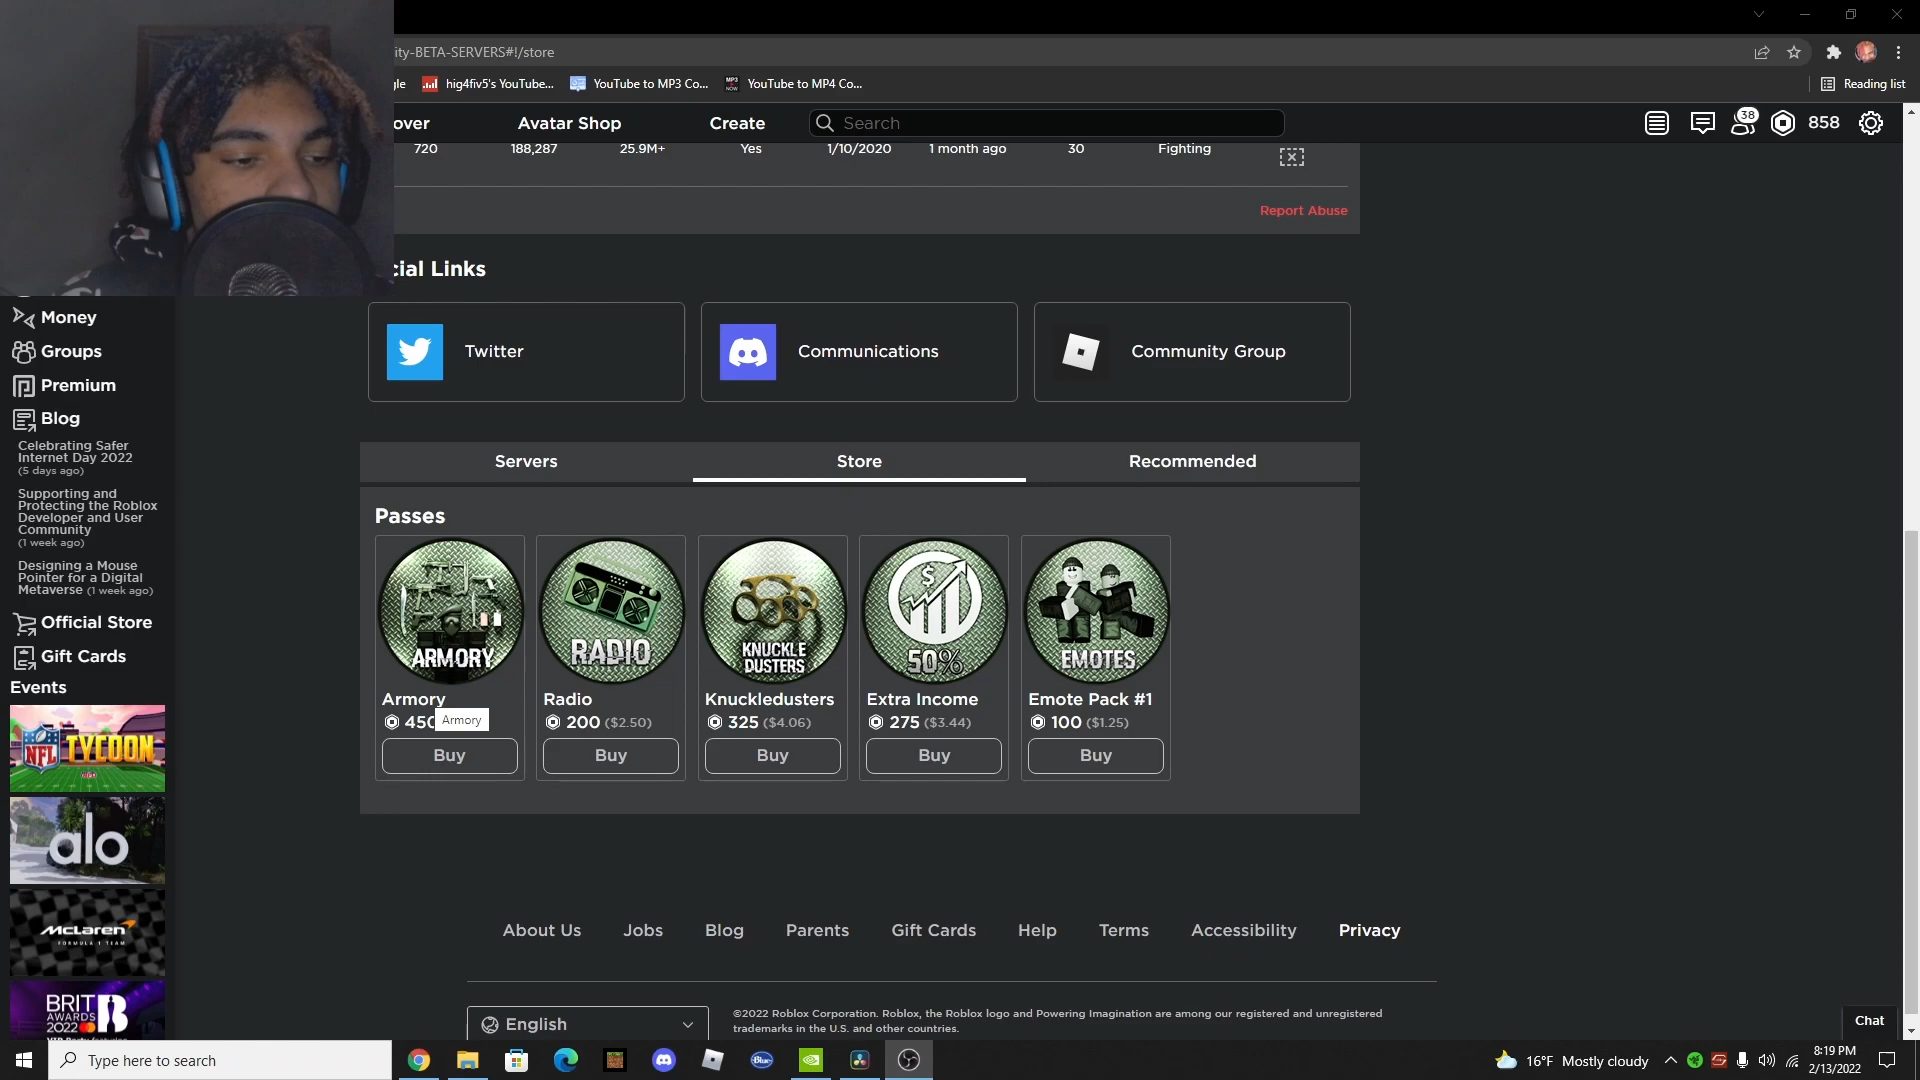 ity-BETA-SERVERS#!/store
gle
hig4fiv5's YouTube...
YouTube to MP3 Co...
MP3 NOW
YouTube to MP4 Co...
Reading list
over
Avatar Shop
Create
Search
38
858
720
188,287
25.9M+
Yes
1/10/2020
1 month ago
30
Fighting
Report Abuse
cial Links
Twitter
Communications
Community Group
Money
Groups
Premium
Blog
Celebrating Safer
Internet Day 2022
(5 days ago)
Supporting and
Protecting the Roblox
Developer and User
Community
(1 week ago)
Designing a Mouse
Pointer for a Digital
Metaverse (1 week ago)
Official Store
Gift Cards
Events
NFL TYCOON
alo
McLaren
FORMULA 1 TEAM
BRIT
AWARDS
2022
Servers
Store
Recommended
Passes
ARMORY
RADIO
KNUCKLE
DUSTERS
$
50%
EMOTES
Armory
Radio
Knuckledusters
Extra Income
Emote Pack #1
450
Armory
200 ($2.50)
325 ($4.06)
275 ($3.44)
100 ($1.25)
Buy
Buy
Buy
Buy
Buy
About Us
Jobs
Blog
Parents
Gift Cards
Help
Terms
Accessibility
Privacy
English
©2022 Roblox Corporation. Roblox, the Roblox logo and Powering Imagination are among our registered and unregistered
trademarks in the U.S. and other countries.
Chat
Type here to search
Blue
16°F Mostly cloudy
8:19 PM
2/13/2022